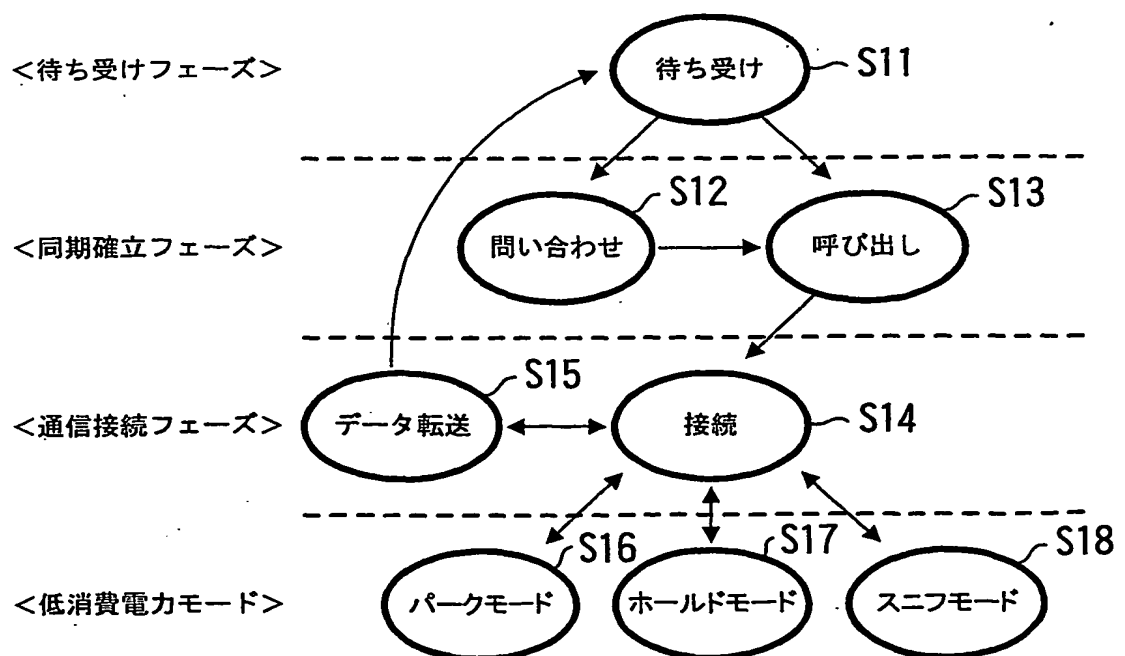 <待ち受けフェーズ>
待ち受け
S11
<同期確立フェーズ>
問い合わせ
S12
呼び出し
S13
<通信接続フェーズ>
データ転送
S15
接続
S14
<低消費電力モード>
パークモード
S16
ホールドモード
S17
スニフモード
S18